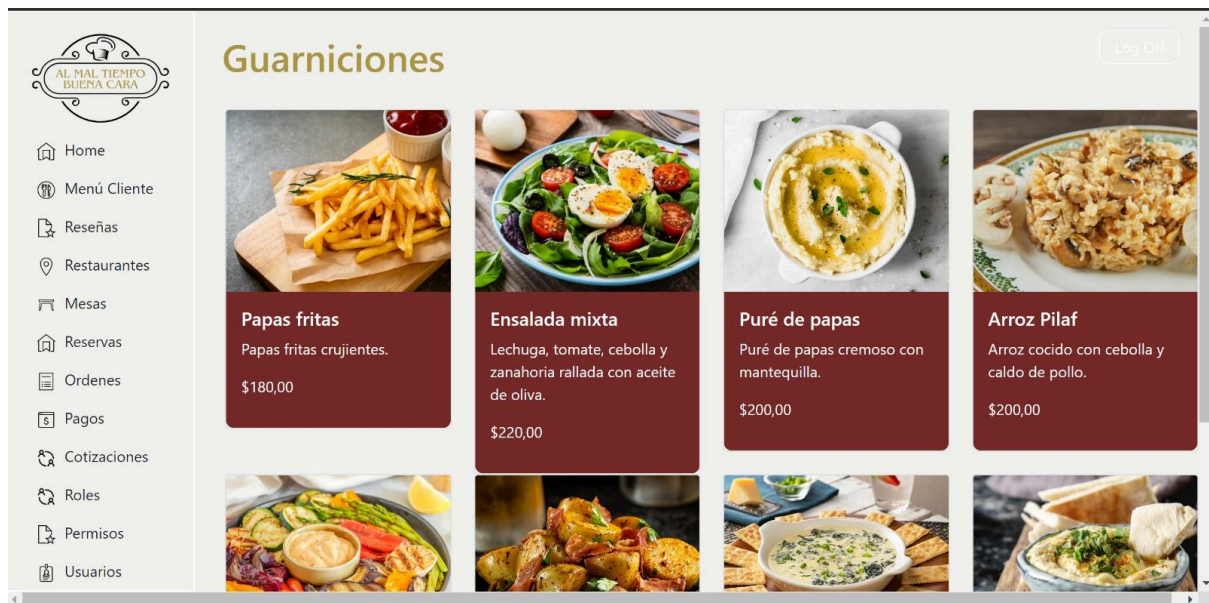 AL MAL TIEMPO
BUENA CARA
Home
Menú Cliente
Reseñas
Restaurantes
Mesas
Reservas
Ordenes
Pagos
Cotizaciones
Roles
Permisos
Usuarios
Guarniciones
Log Off
Papas fritas
Papas fritas crujientes.
$180,00
Ensalada mixta
Lechuga, tomate, cebolla y
zanahoria rallada con aceite
de oliva.
$220,00
Puré de papas
Puré de papas cremoso con
mantequilla.
$200,00
Arroz Pilaf
Arroz cocido con cebolla y
caldo de pollo.
$200,00